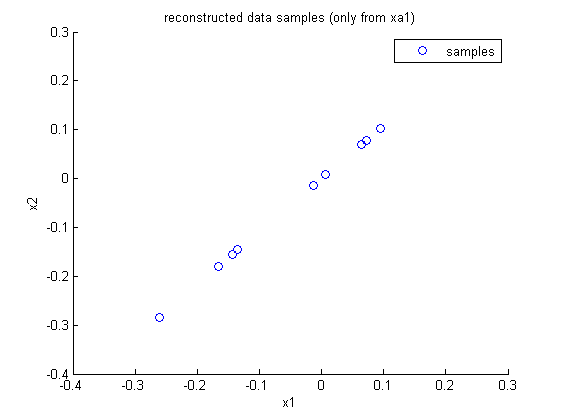 reconstructed data samples (only from xa1)
samples
0.3
0.2
0.1
0
-0.1
-0.2
-0.3
-0.4
x2
-0.4 -0.3 -0.2 -0.1 0 0.1 0.2 0.3
x1